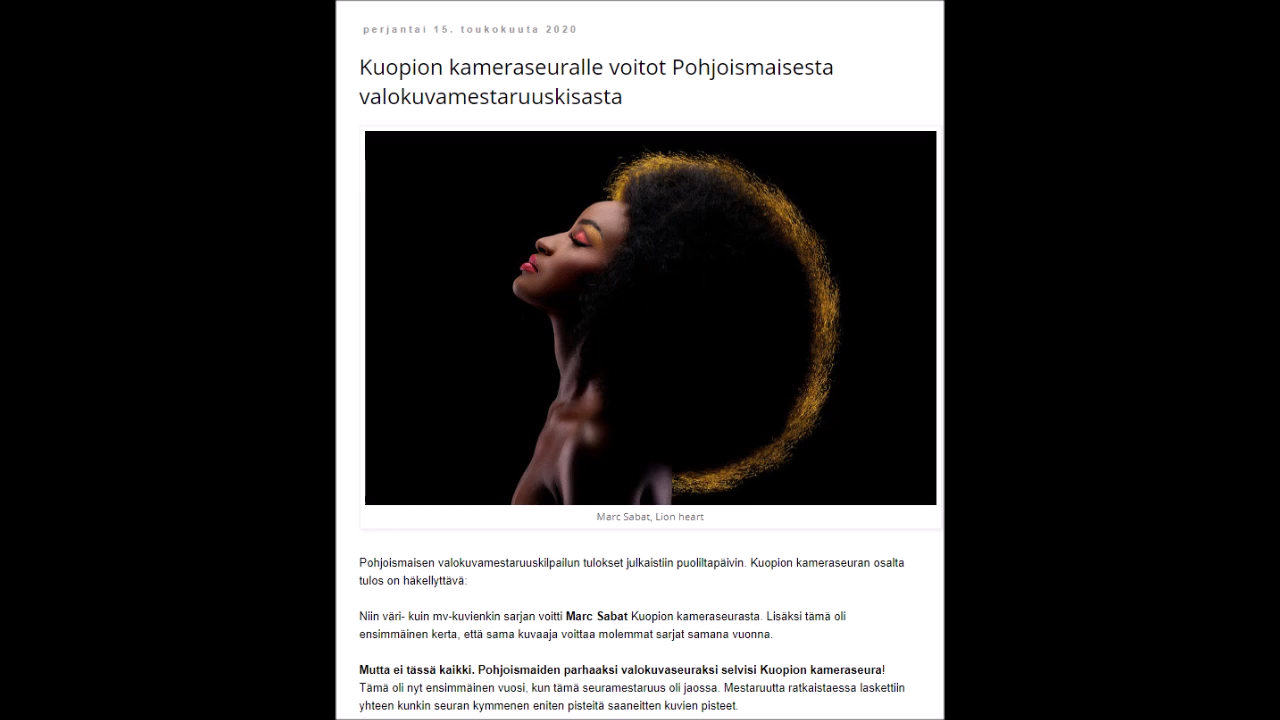 perjantai 15. toukokuuta 2020
Kuopion kameraseuralle voitot Pohjoismaisesta
valokuvamestaruuskisasta
Marc Sabat, Lion heart
Pohjoismaisen valokuvamestaruuskilpailun tulokset julkaistiin puoliltapäivin. Kuopion kameraseuran osalta
tulos on häkellyttävä:
Niin väri- kuin mv-kuvienkin sarjan voitti Marc Sabat Kuopion kameraseurasta. Lisäksi tämä oli
ensimmäinen kerta, että sama kuvaaja voittaa molemmat sarjat samana vuonna.
Mutta ei tässä kaikki. Pohjoismaiden parhaaksi valokuvaseuraksi selvisi Kuopion kameraseura!
Tämä oli nyt ensimmäinen vuosi, kun tämä seuramestaruus oli jaossa. Mestaruutta ratkaistaessa laskettiin
yhteen kunkin seuran kymmenen eniten pisteitä saaneitten kuvien pisteet.